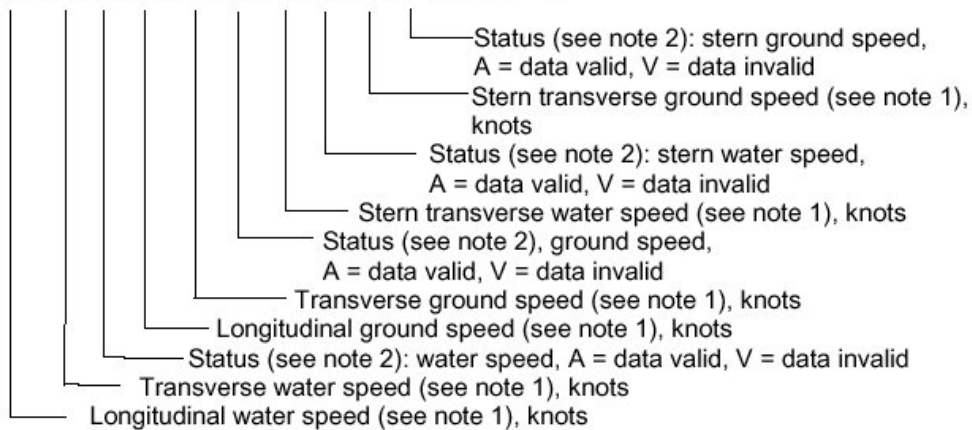 Status (see note 2): stern ground speed,
A = data valid, V = data invalid
Stern transverse ground speed (see note 1),
knots
Status (see note 2): stern water speed,
A = data valid, V = data invalid
Stern transverse water speed (see note 1), knots
Status (see note 2), ground speed,
A = data valid, V = data invalid
Transverse ground speed (see note 1), knots
Longitudinal ground speed (see note 1), knots
Status (see note 2): water speed, A = data valid, V = data invalid
Transverse water speed (see note 1), knots
Longitudinal water speed (see note 1), knots